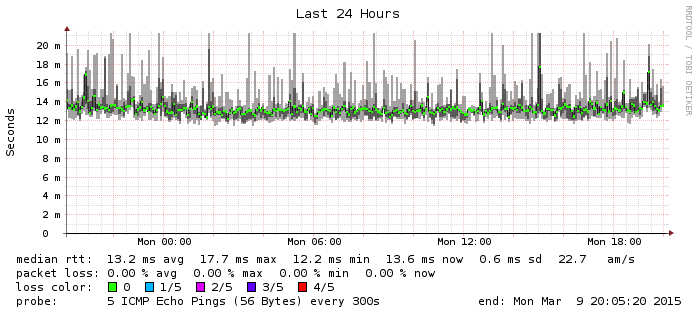 Last 24 Hours
RRDTOOL / TOBI OETIKER
Seconds
20 m
18 m
16 m
14 m
12 m
10 m
8 m
6 m
4 m
2 m
0
Mon 00:00 Mon 06:00 Mon 12:00 Mon 18:00
median rtt: 13.2 ms avg 17.7 ms max 12.2 ms min 13.6 ms now 0.6 ms sd 22.7 am/s
packet loss: 0.00 % avg 0.00 % max 0.00 % min 0.00 % now
loss color: 0 1/5 2/5 3/5 4/5
probe: 5 ICMP Echo Pings (56 Bytes) every 300s end: Mon Mar 9 20:05:20 2015